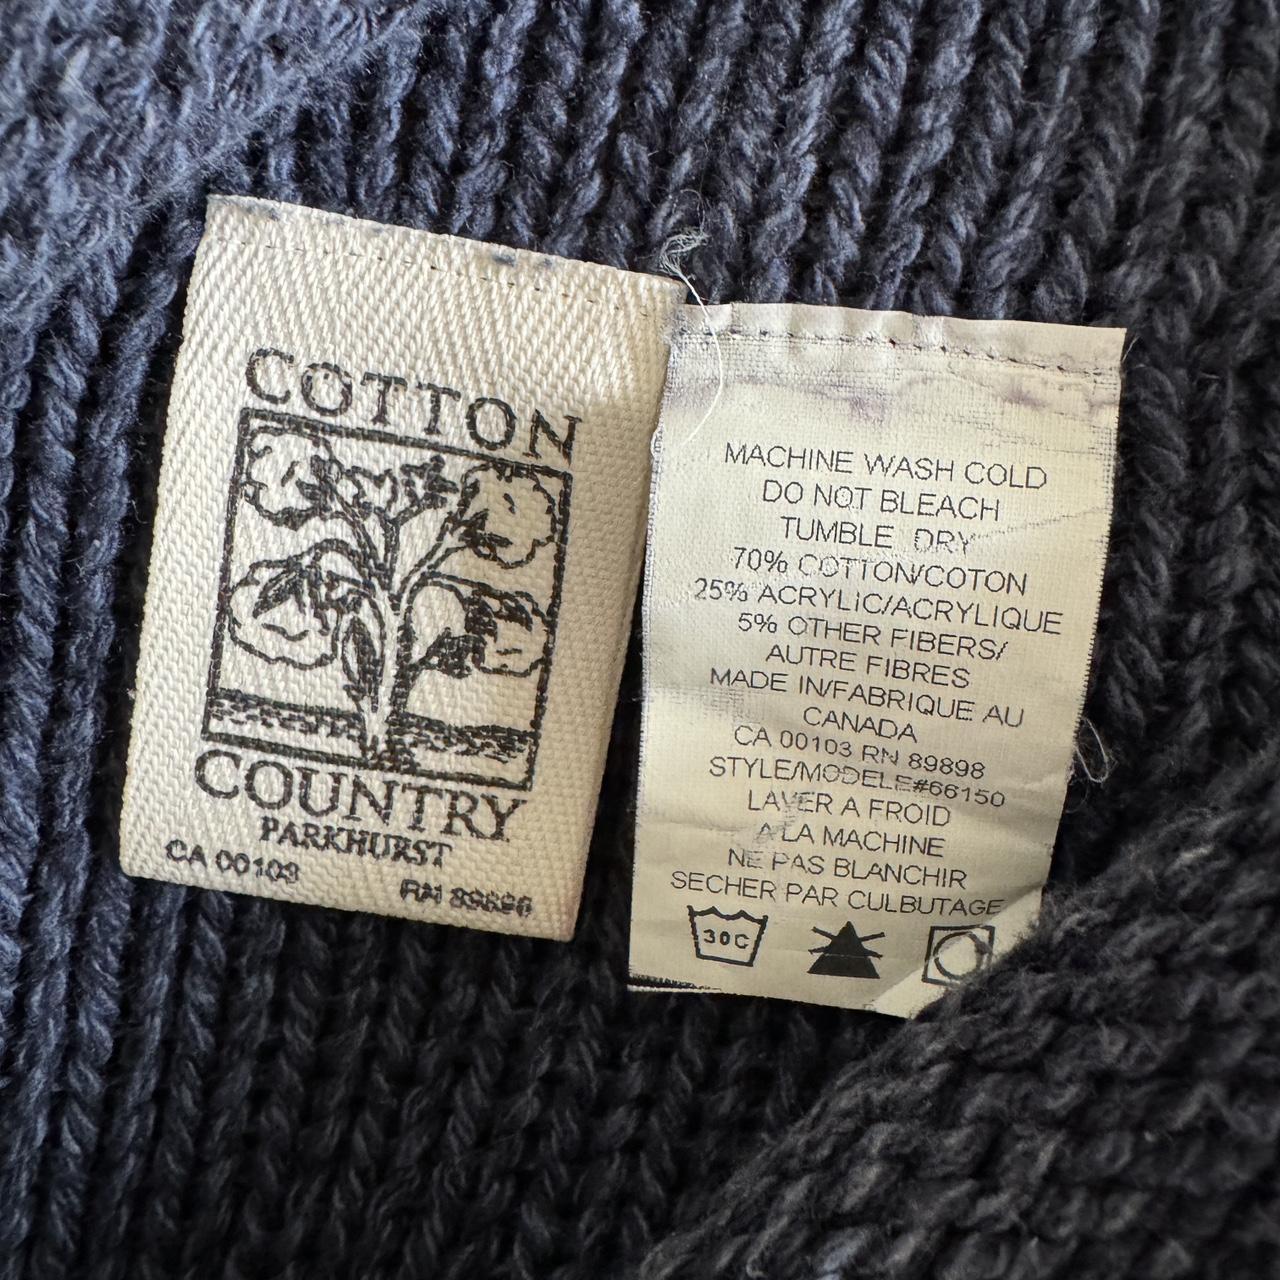 COTTON
COUNTRY
PARKHURST
CA 00103
RN 89898
MACHINE WASH COLD
DO NOT BLEACH
TUMBLE DRY
70% COTTON/COTON
25% ACRYLIC/ACRYLIQUE
5% OTHER FIBERS/
AUTRE FIBRES
MADE IN/FABRIQUE AU
CANADA
CA 00103 RN 89898
STYLE/MODELE#66150
LAVER A FROID
A LA MACHINE
NE PAS BLANCHIR
SECHER PAR CULBUTAGE
30C